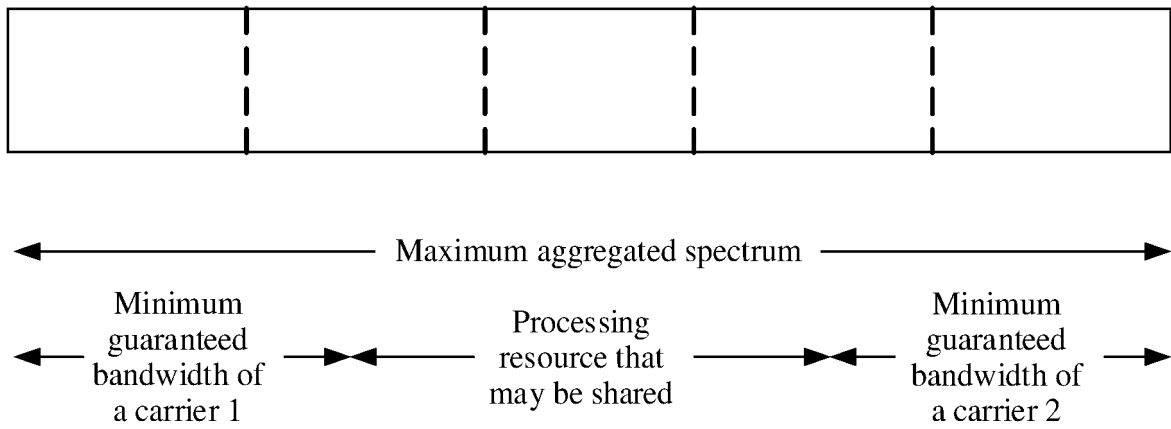 Maximum aggregated spectrum
Minimum
guaranteed
bandwidth of
a carrier 1
Processing
resource that
may be shared
Minimum
guaranteed
bandwidth of
a carrier 2